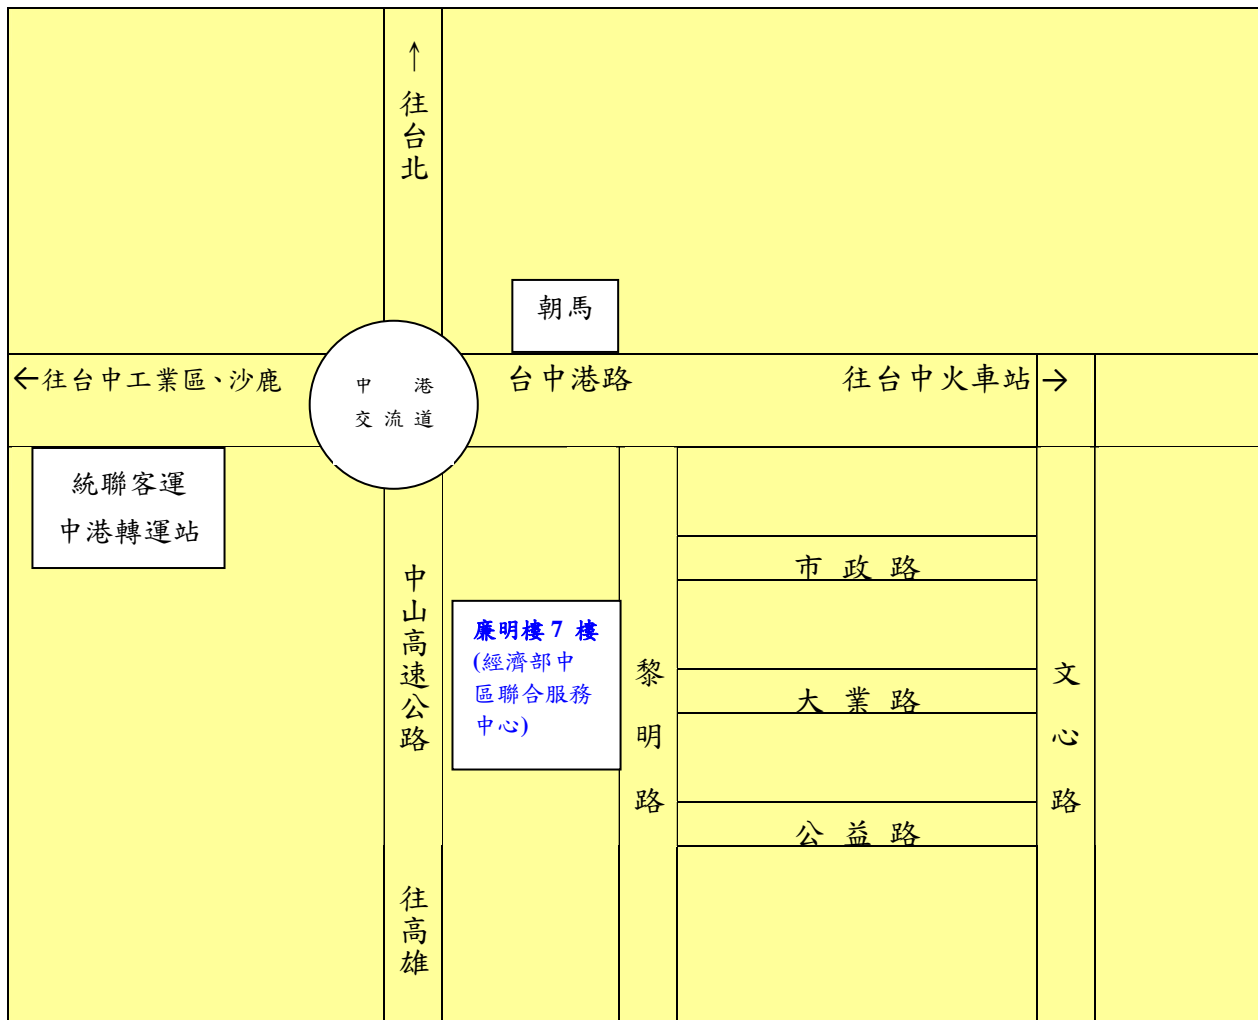 ↑往台北
朝馬
←往台中工業區、沙鹿
中 港
交流道
台中港路
往台中火車站→
統聯客運
中港轉運站
中山高速公路
往高雄
廉明樓 7 樓
(經濟部中
區聯合服務
中心)
黎明路
市政路
大業路
公益路
文心路